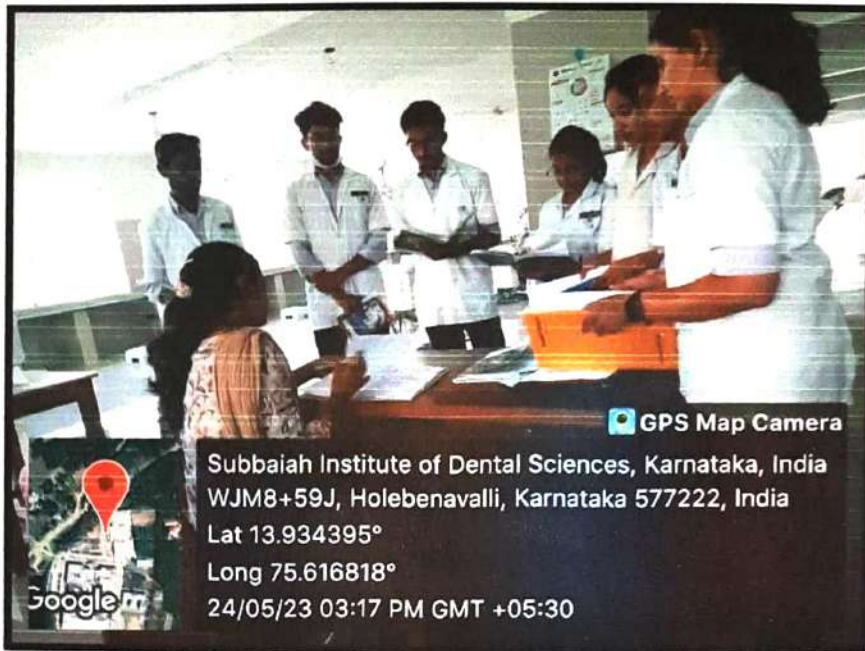 GPS Map Camera
Subbaiah Institute of Dental Sciences, Karnataka, India
WJM8+59J, Holebenavalli, Karnataka 577222, India
Lat 13.934395°
Long 75.616818°
24/05/23 03:17 PM GMT +05:30
Google